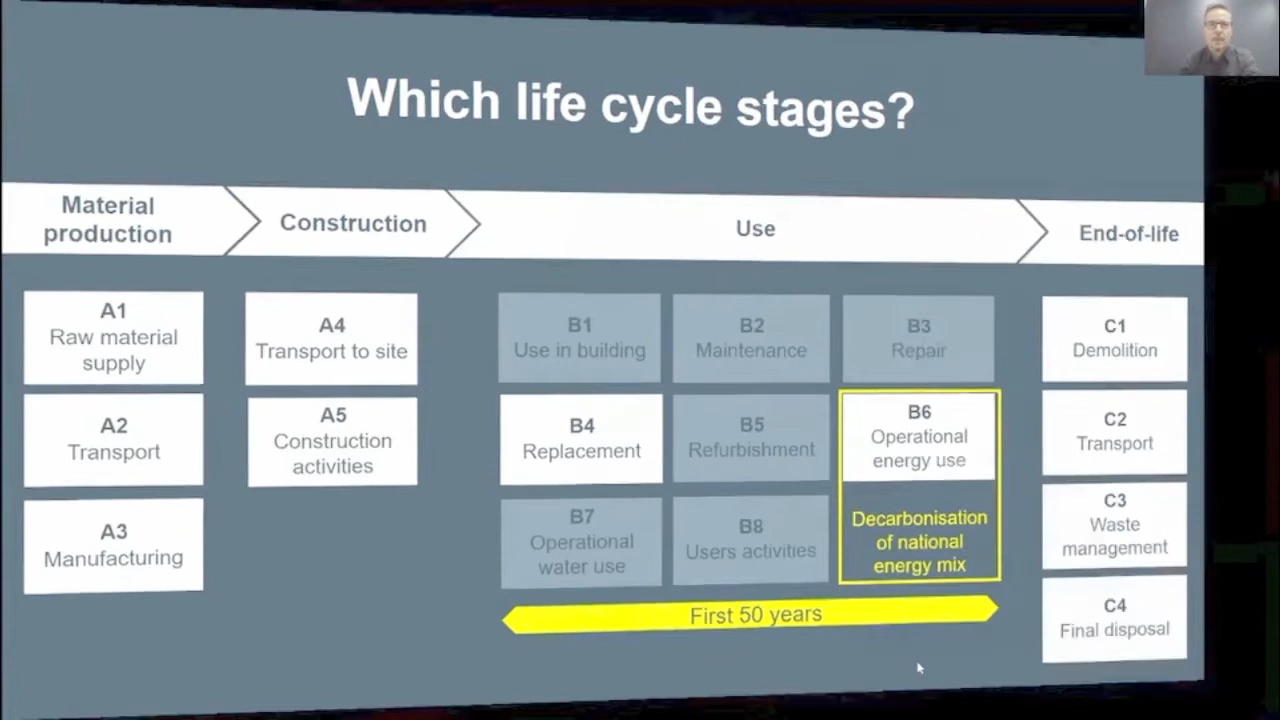 Which life cycle stages?
Material
production
Construction
Use
End-of-life
A1
Raw material
supply
A2
Transport
A3
Manufacturing
A4
Transport to site
A5
Construction
activities
B1
Use in building
B2
Maintenance
B3
Repair
B4
Replacement
B5
Refurbishment
B6
Operational
energy use
Decarbonisation
of national
energy mix
B7
Operational
water use
B8
Users activities
First 50 years
C1
Demolition
C2
Transport
C3
Waste
management
C4
Final disposal